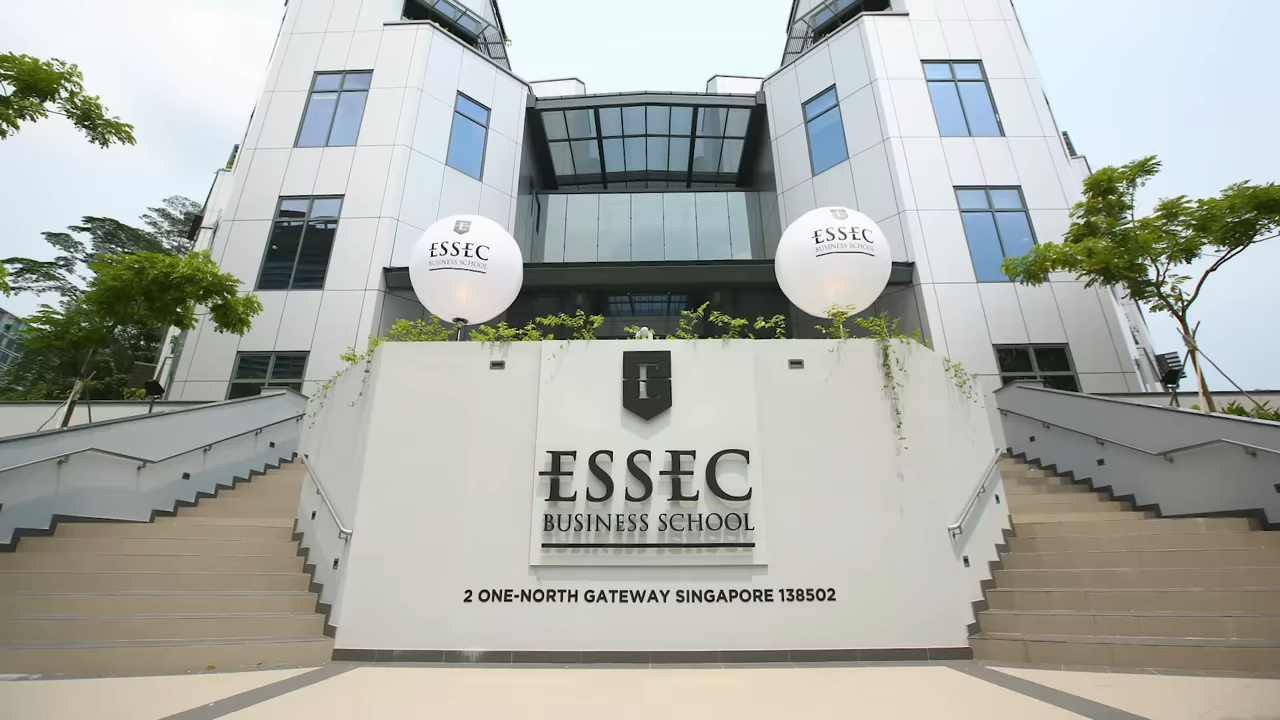 ESSEC
BUSINESS SCHOOL
ESSEC
BUSINESS SCHOOL
E
ESSEC
BUSINESS SCHOOL
2 ONE-NORTH GATEWAY SINGAPORE 138502